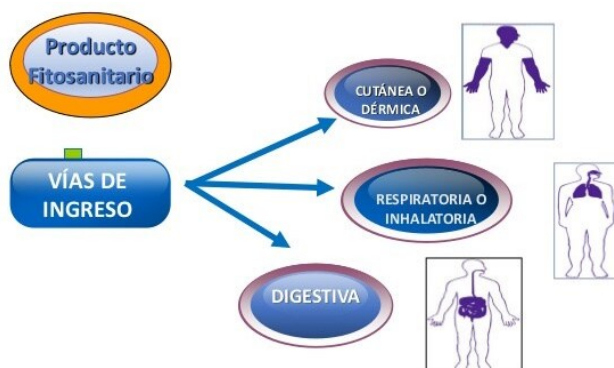 Producto
Fitosanitario
CUTÁNEA O
DÉRMICA
VÍAS DE
INGRESO
RESPIRATORIA O
INHALATORIA
DIGESTIVA